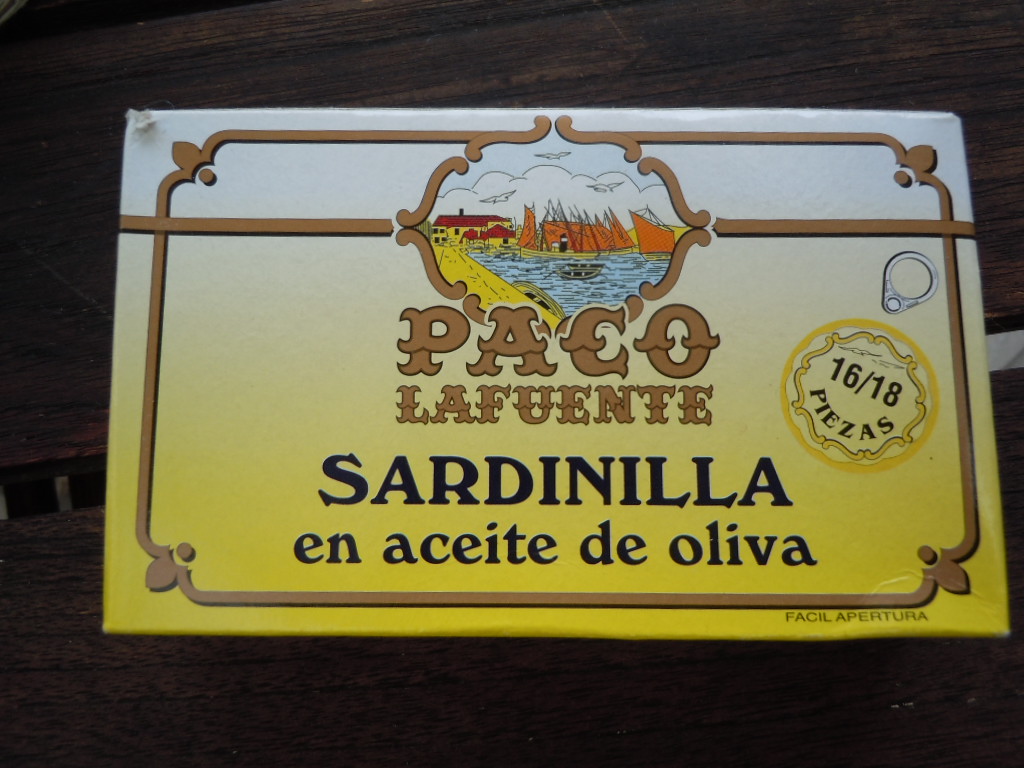 PACO
LAFUENTE
16/18
PIEZAS
SARDINILLA
en aceite de oliva
FACIL APERTURA